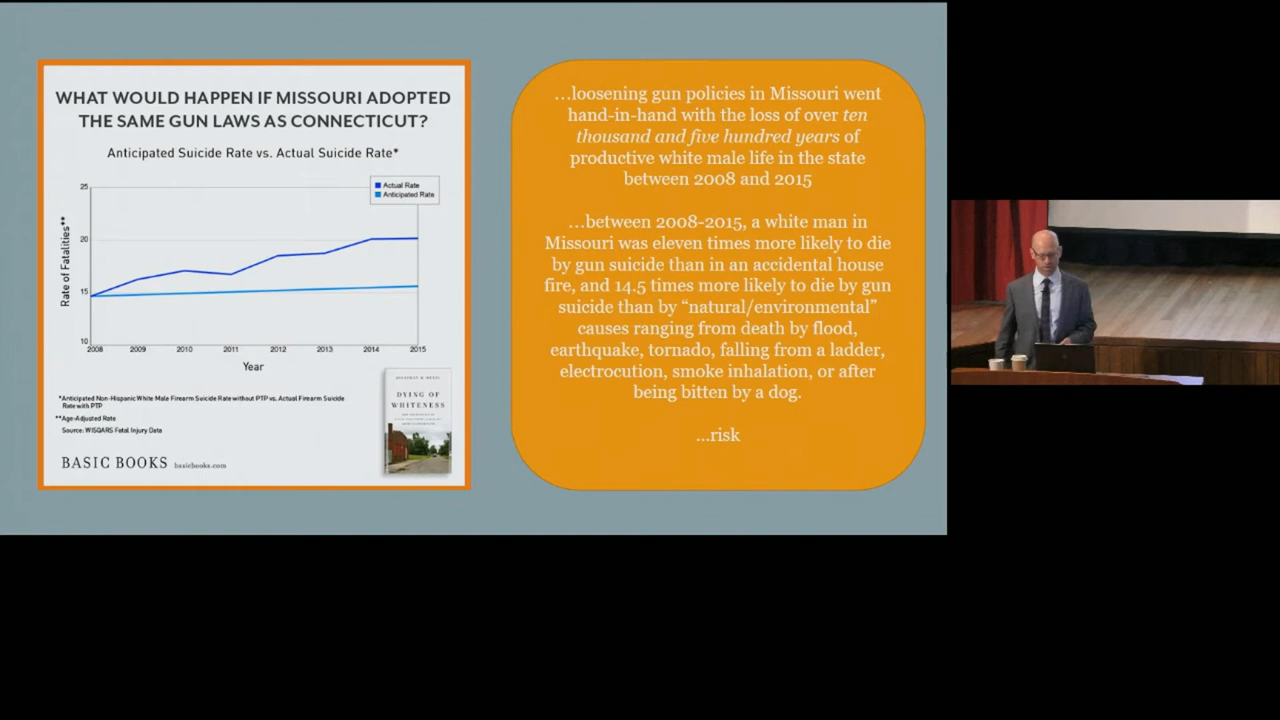 WHAT WOULD HAPPEN IF MISSOURI ADOPTED
THE SAME GUN LAWS AS CONNECTICUT?
Anticipated Suicide Rate vs. Actual Suicide Rate*
Actual Rate
Anticipated Rate
Rate of Fatalities**
25
20
15
10
2008 2009 2010 2011 2012 2013 2014 2015
Year
*Anticipated Non-Hispanic White Male Firearm Suicide Rate without PTP vs. Actual Firearm Suicide
Rate with PTP
**Age-Adjusted Rate
Source: WISQARS Fatal Injury Data
BASIC BOOKS basicbooks.com
DYING OF
WHITENESS
...loosening gun policies in Missouri went
hand-in-hand with the loss of over ten
thousand and five hundred years of
productive white male life in the state
between 2008 and 2015
...between 2008-2015, a white man in
Missouri was eleven times more likely to die
by gun suicide than in an accidental house
fire, and 14.5 times more likely to die by gun
suicide than by “natural/environmental”
causes ranging from death by flood,
earthquake, tornado, falling from a ladder,
electrocution, smoke inhalation, or after
being bitten by a dog.
...risk